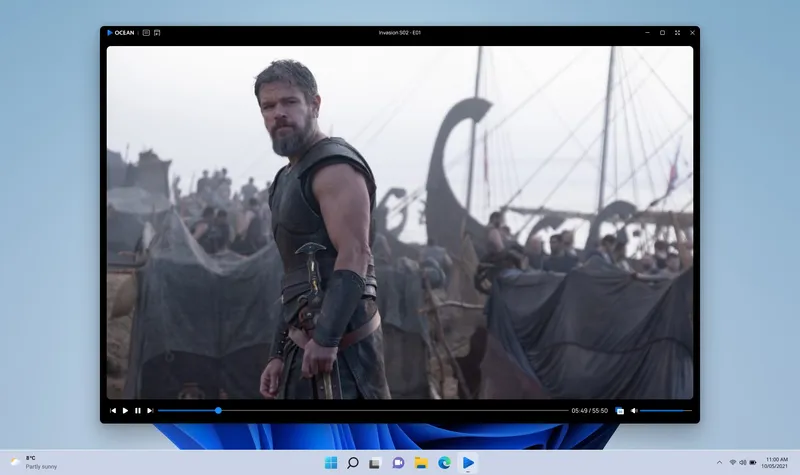 OCEAN
Invasion S02 - E01
05:49 / 55:50
8°C
Partly sunny
11:00 AM
10/05/2021